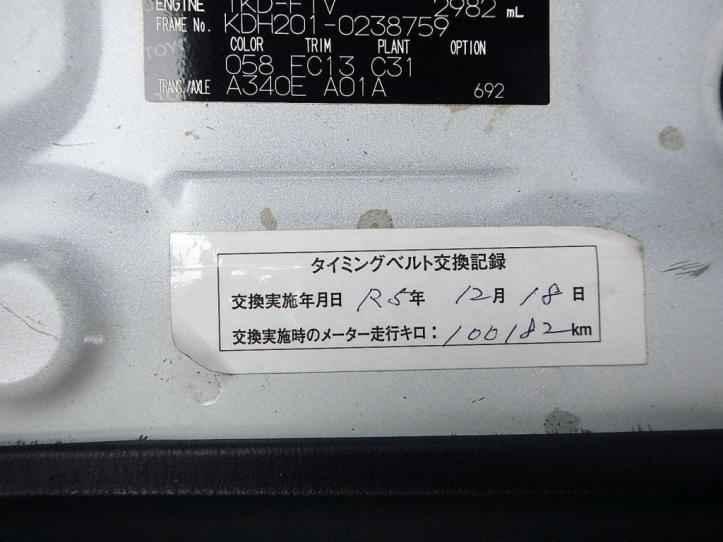 ENGINE 1KD-FTV 2982 mL
FRAME No. KDH201-0238759
COLOR TRIM PLANT OPTION
058 FC13 C31
TRANS./AXLE A340E A01A 692
タイミングベルト交換記録
交換実施年月日 R5年 12月 18日
交換実施時のメーター走行キロ：100182km